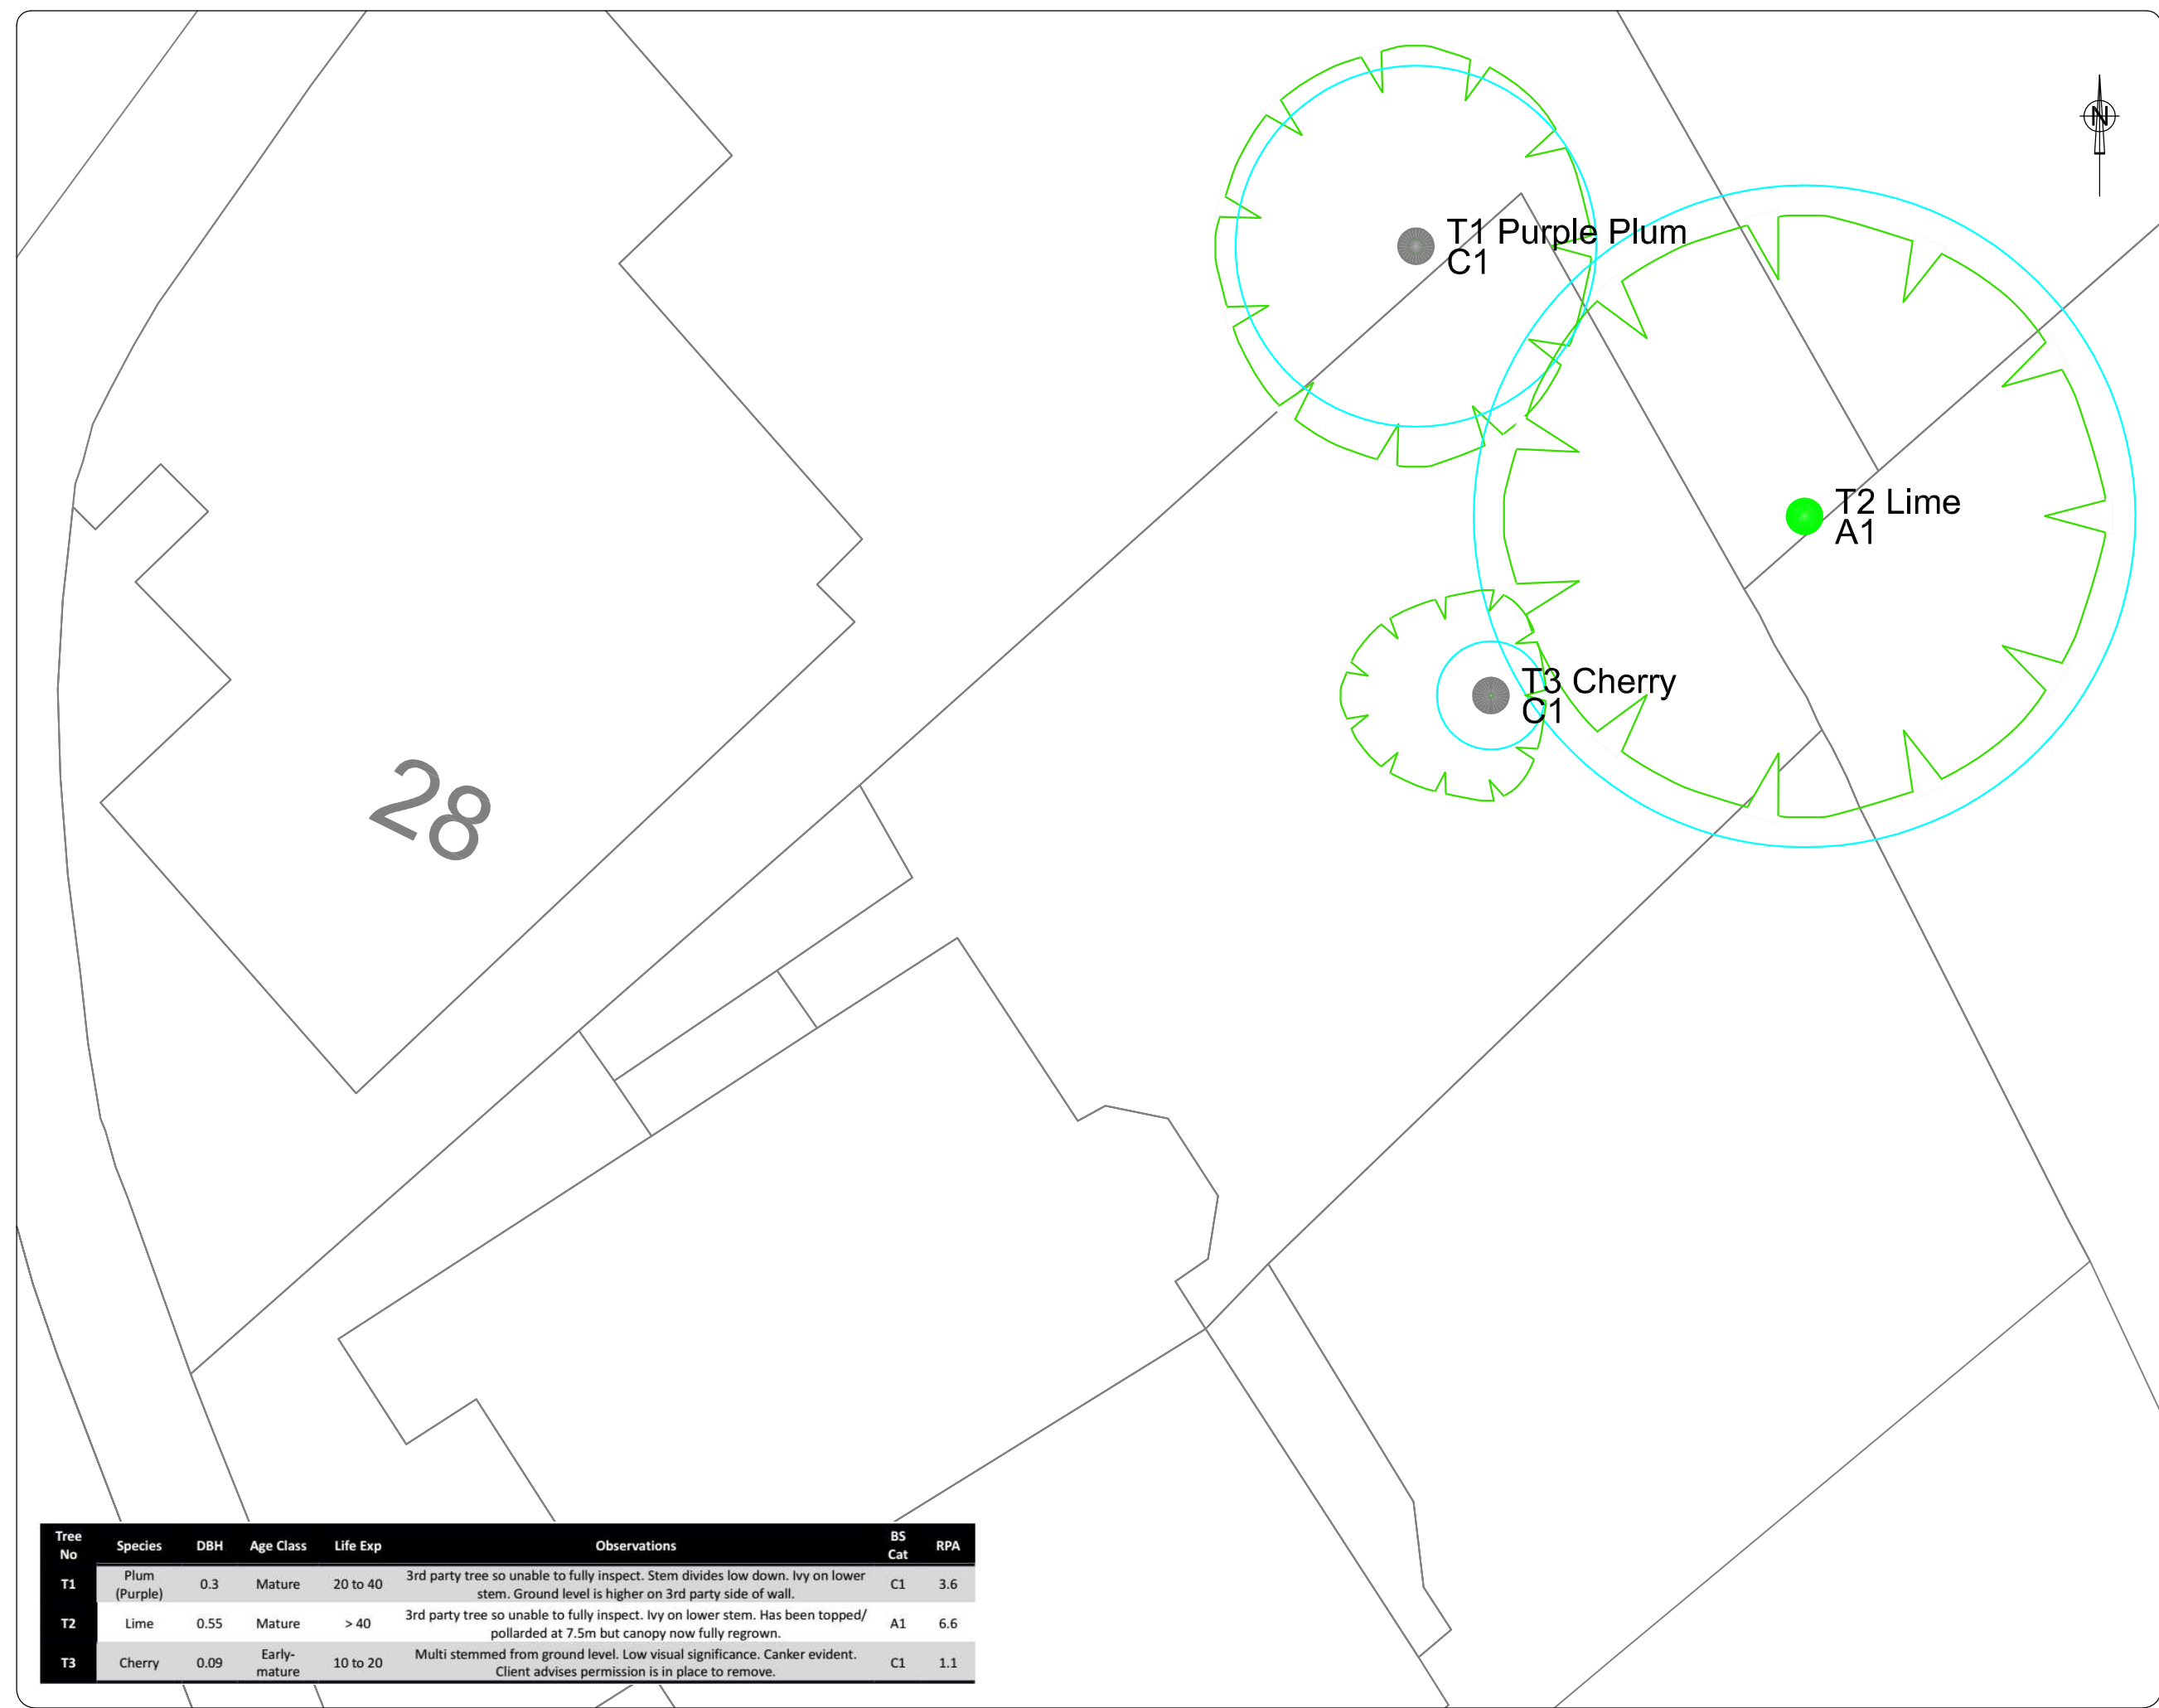 N
T1 Purple Plum
C1
T2 Lime
A1
T3 Cherry
C1
28
Tree No Species DBH Age Class Life Exp Observations BS Cat RPA
T1 Plum (Purple) 0.3 Mature 20 to 40 3rd party tree so unable to fully inspect. Stem divides low down. Ivy on lower stem. Ground level is higher on 3rd party side of wall. C1 3.6
T2 Lime 0.55 Mature > 40 3rd party tree so unable to fully inspect. Ivy on lower stem. Has been topped/ pollarded at 7.5m but canopy now fully regrown. A1 6.6
T3 Cherry 0.09 Early-mature 10 to 20 Multi stemmed from ground level. Low visual significance. Canker evident. Client advises permission is in place to remove. C1 1.1